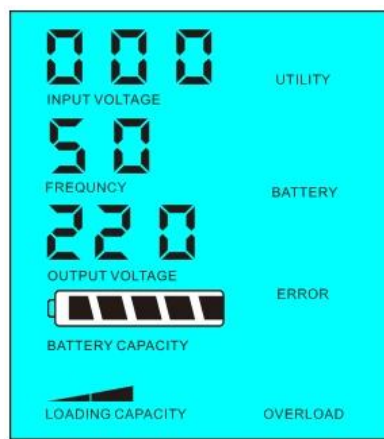 000
UTILITY
INPUT VOLTAGE
50
FREQUNCY
BATTERY
220
OUTPUT VOLTAGE
ERROR
BATTERY CAPACITY
LOADING CAPACITY
OVERLOAD